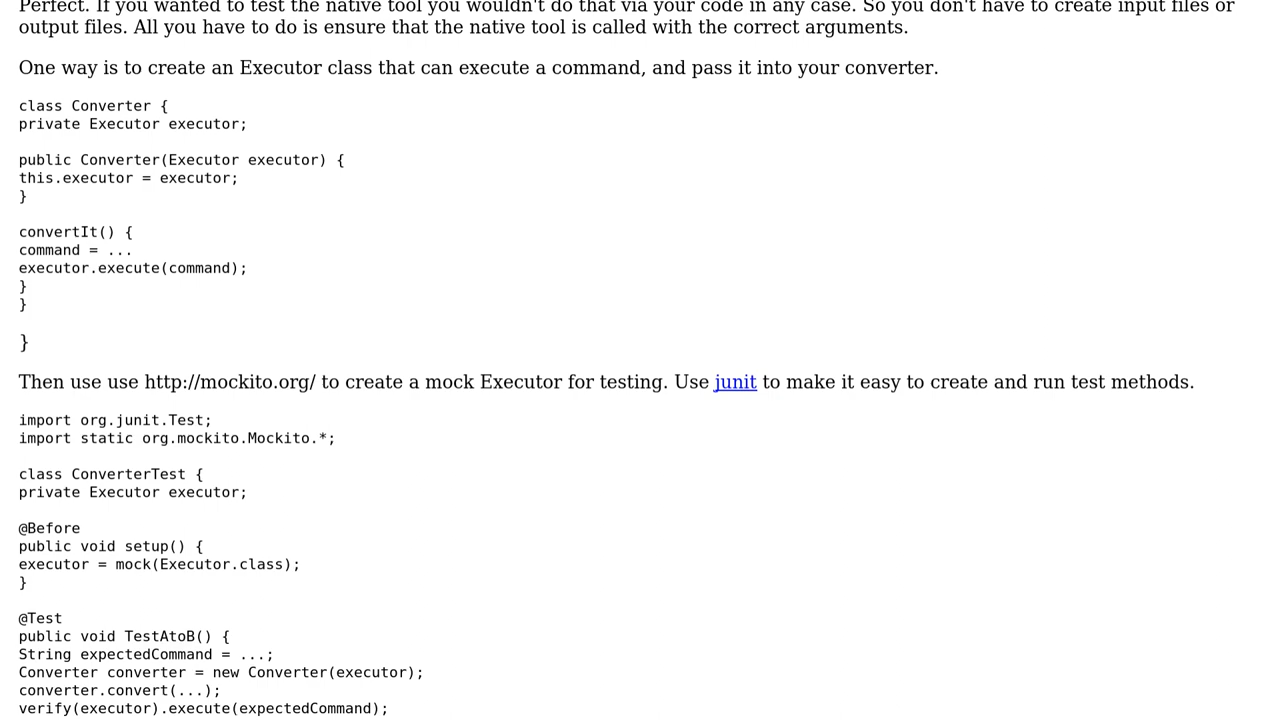 Perfect. If you wanted to test the native tool you wouldn't do that via your code in any case. So you don't have to create input files or
output files. All you have to do is ensure that the native tool is called with the correct arguments.
One way is to create an Executor class that can execute a command, and pass it into your converter.
class Converter {
private Executor executor;
public Converter(Executor executor) {
this.executor = executor;
}
convertIt() {
command = ...
executor.execute(command);
}
}
}
Then use use http://mockito.org/ to create a mock Executor for testing. Use junit to make it easy to create and run test methods.
import org.junit.Test;
import static org.mockito.Mockito.*;
class ConverterTest {
private Executor executor;
@Before
public void setup() {
executor = mock(Executor.class);
}
@Test
public void TestAtoB() {
String expectedCommand = ...;
Converter converter = new Converter(executor);
converter.convert(...);
verify(executor).execute(expectedCommand);